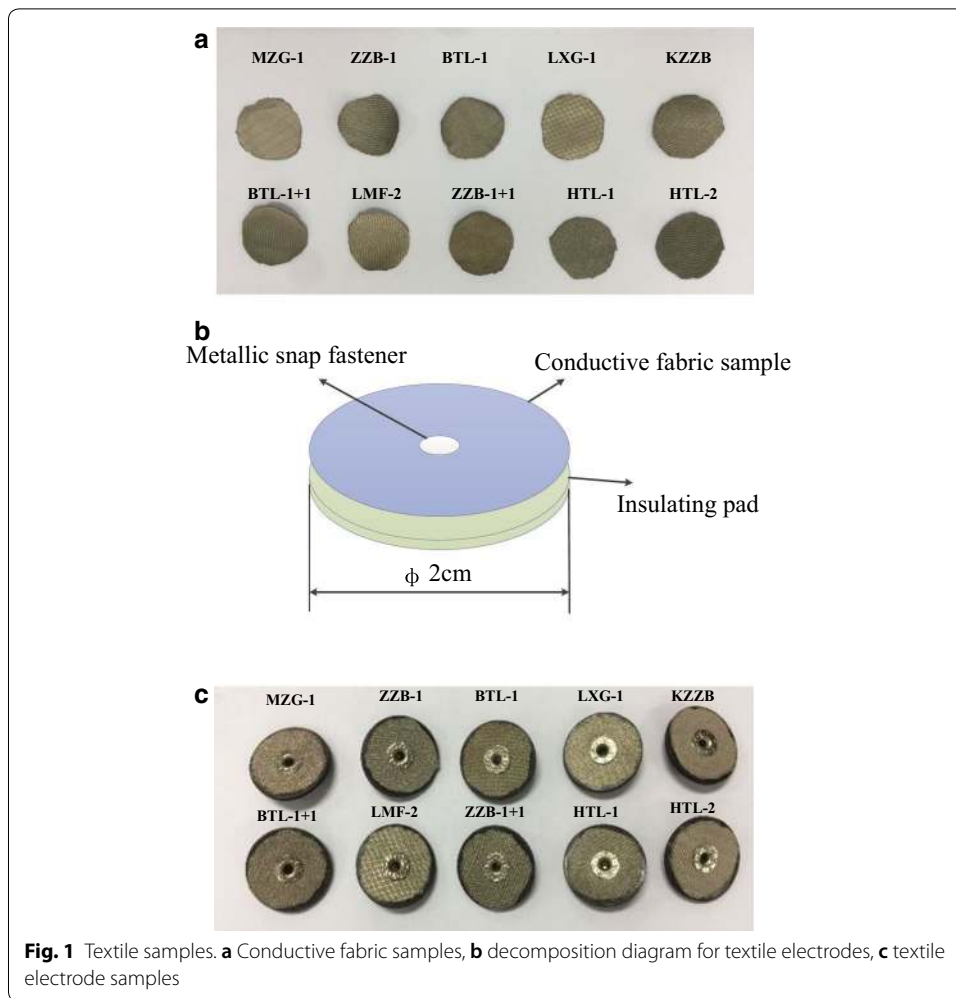 a
MZG-1 ZZB-1 BTL-1 LXG-1 KZZB
BTL-1+1 LMF-2 ZZB-1+1 HTL-1 HTL-2
b
Metallic snap fastener
Conductive fabric sample
Insulating pad
ϕ 2cm
c
MZG-1 ZZB-1 BTL-1 LXG-1 KZZB
BTL-1+1 LMF-2 ZZB-1+1 HTL-1 HTL-2
Fig. 1 Textile samples. a Conductive fabric samples, b decomposition diagram for textile electrodes, c textile
electrode samples